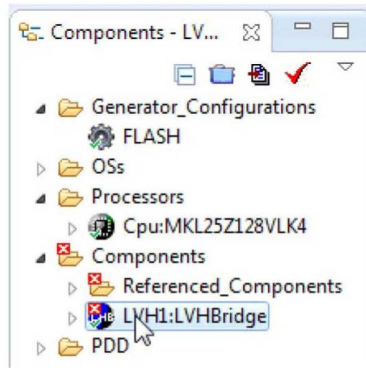 Components - LV...
Generator_Configurations
FLASH
OSs
Processors
Cpu:MKL25Z128VLK4
Components
Referenced_Components
LVH1:LVHBridge
PDD